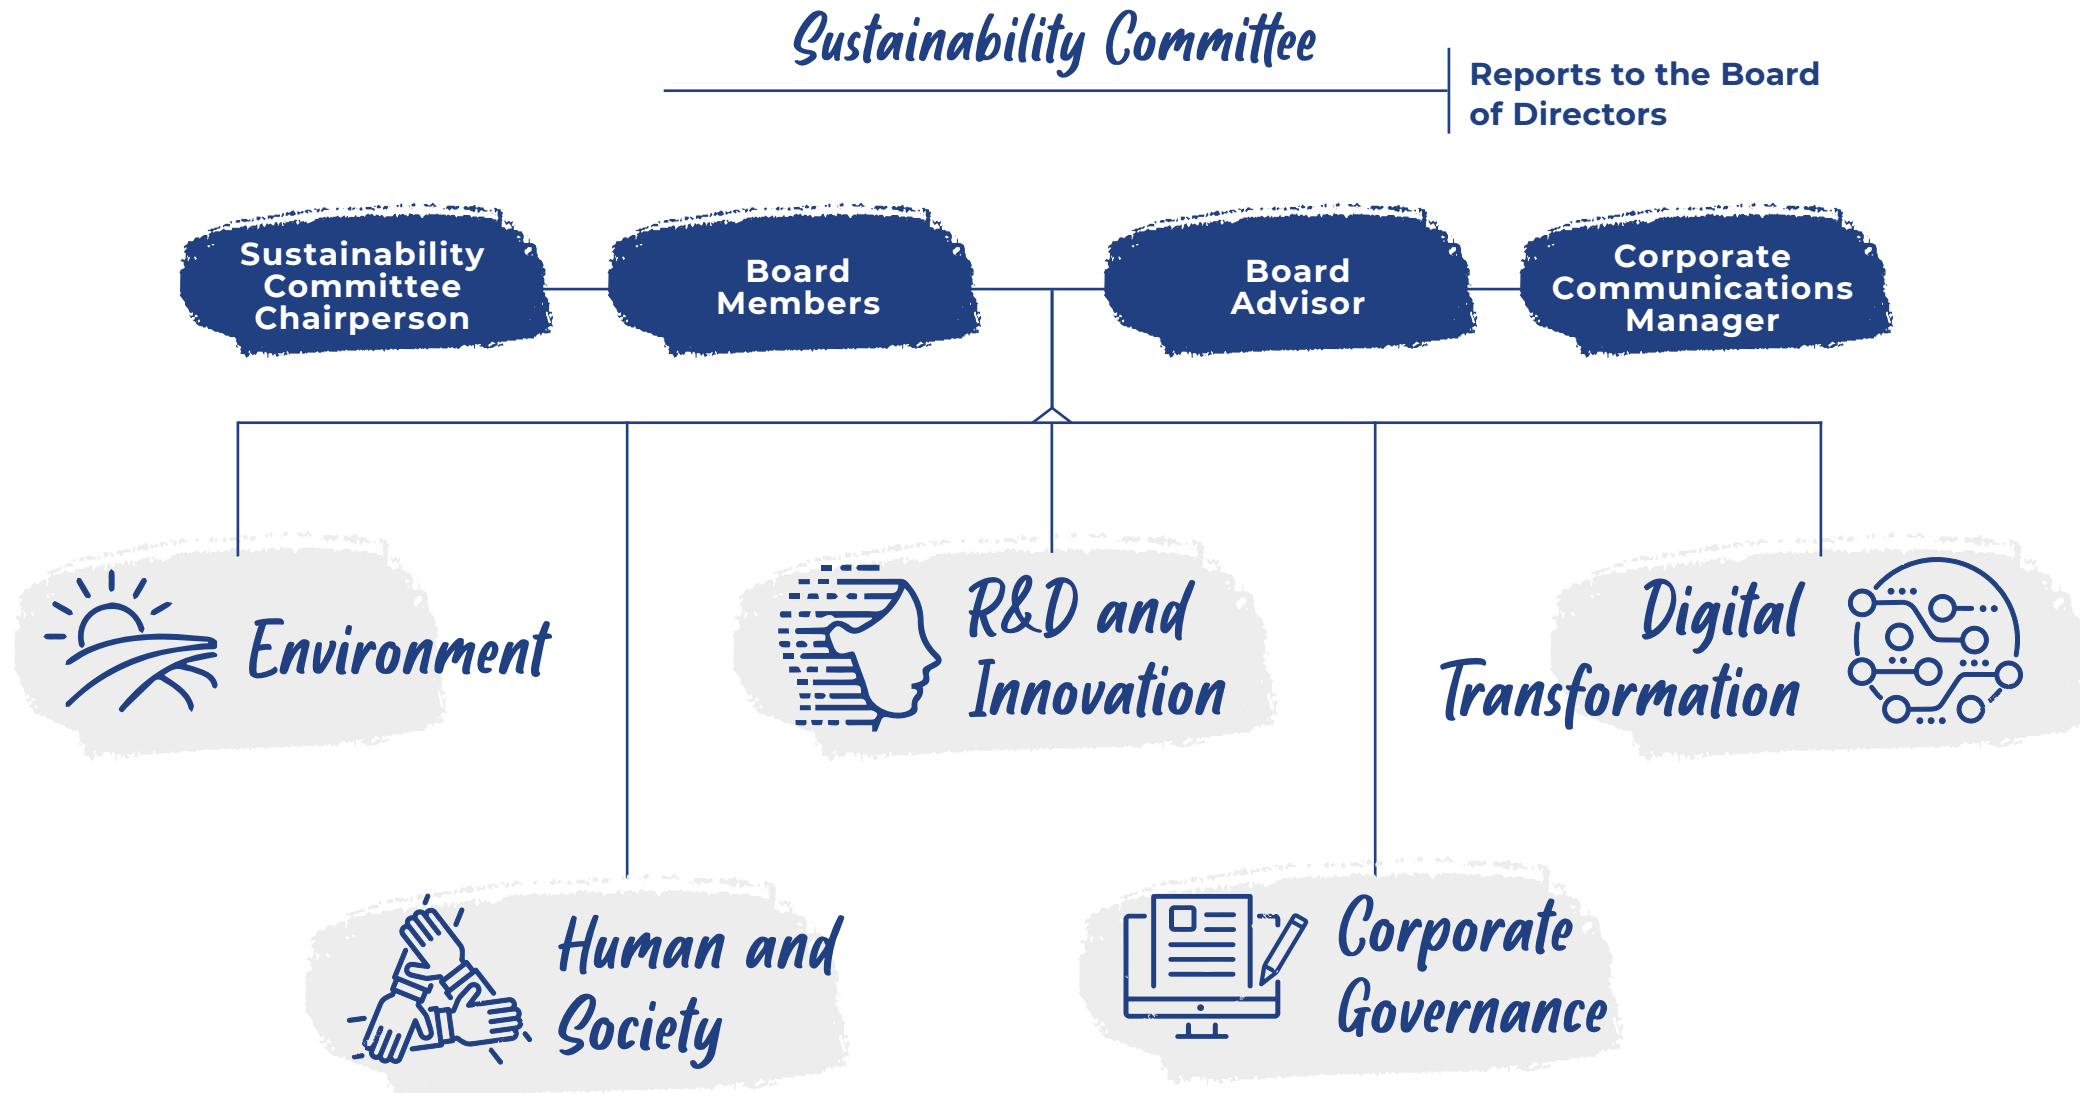 Sustainability Committee
Reports to the Board
of Directors
Sustainability
Committee
Chairperson
Board
Members
Board
Advisor
Corporate
Communications
Manager
Environment
R&D and
Innovation
Digital
Transformation
Human and
Society
Corporate
Governance